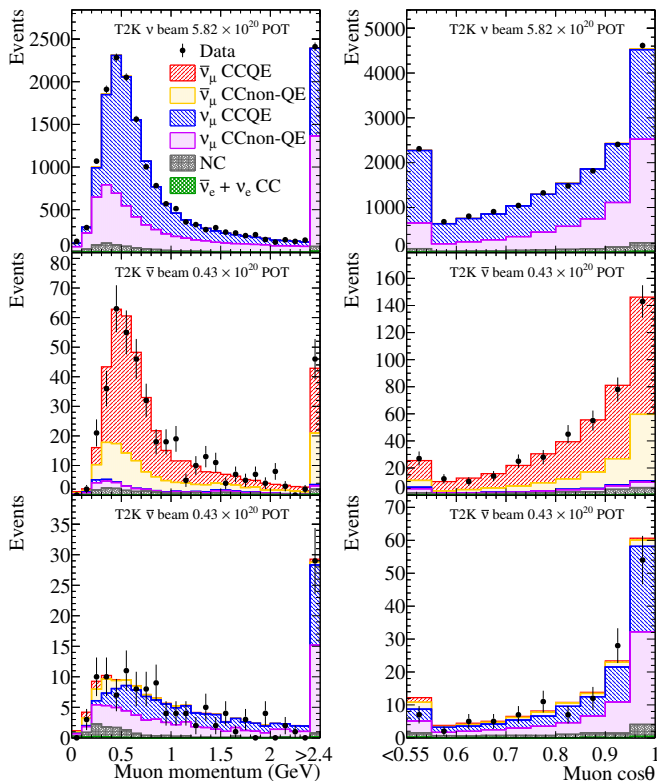 T2K ν beam 5.82 × 10²⁰ POT
Events
2500
2000
1500
1000
500
0
Data
ν̅μ CCQE
ν̅μ CCnon-QE
νμ CCQE
νμ CCnon-QE
NC
ν̅e + νe CC
T2K ν beam 5.82 × 10²⁰ POT
Events
5000
4000
3000
2000
1000
0
T2K ν̅ beam 0.43 × 10²⁰ POT
Events
80
70
60
50
40
30
20
10
0
T2K ν̅ beam 0.43 × 10²⁰ POT
Events
160
140
120
100
80
60
40
20
0
T2K ν̅ beam 0.43 × 10²⁰ POT
Events
35
30
25
20
15
10
5
0
0 0.5 1 1.5 2 >2.4
Muon momentum (GeV)
T2K ν̅ beam 0.43 × 10²⁰ POT
Events
70
60
50
40
30
20
10
0
<0.55 0.6 0.7 0.8 0.9 1
Muon cosθ